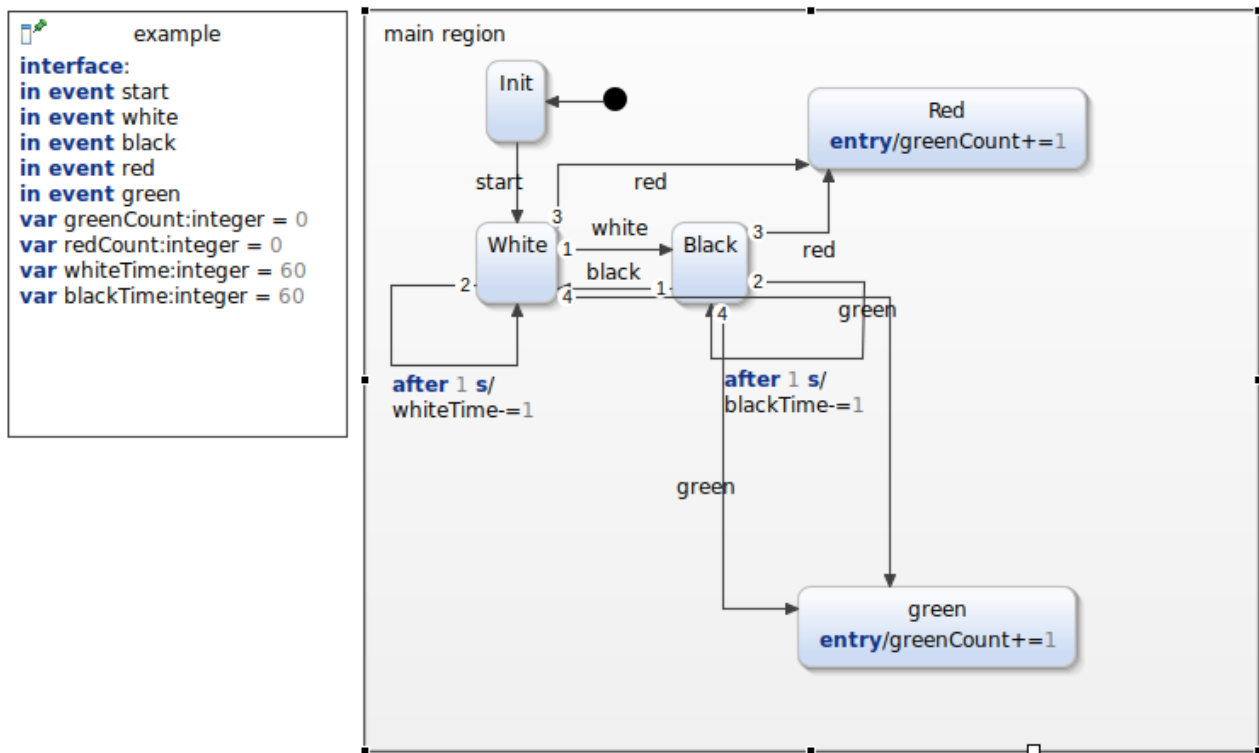 example
interface:
in event start
in event white
in event black
in event red
in event green
var greenCount:integer = 0
var redCount:integer = 0
var whiteTime:integer = 60
var blackTime:integer = 60
main region
Init
Red
entry/greenCount+=1
start
red
3
white
White
1
Black
3
red
black
2
1
2
4
green
4
after 1 s/
whiteTime-=1
after 1 s/
blackTime-=1
green
green
entry/greenCount+=1